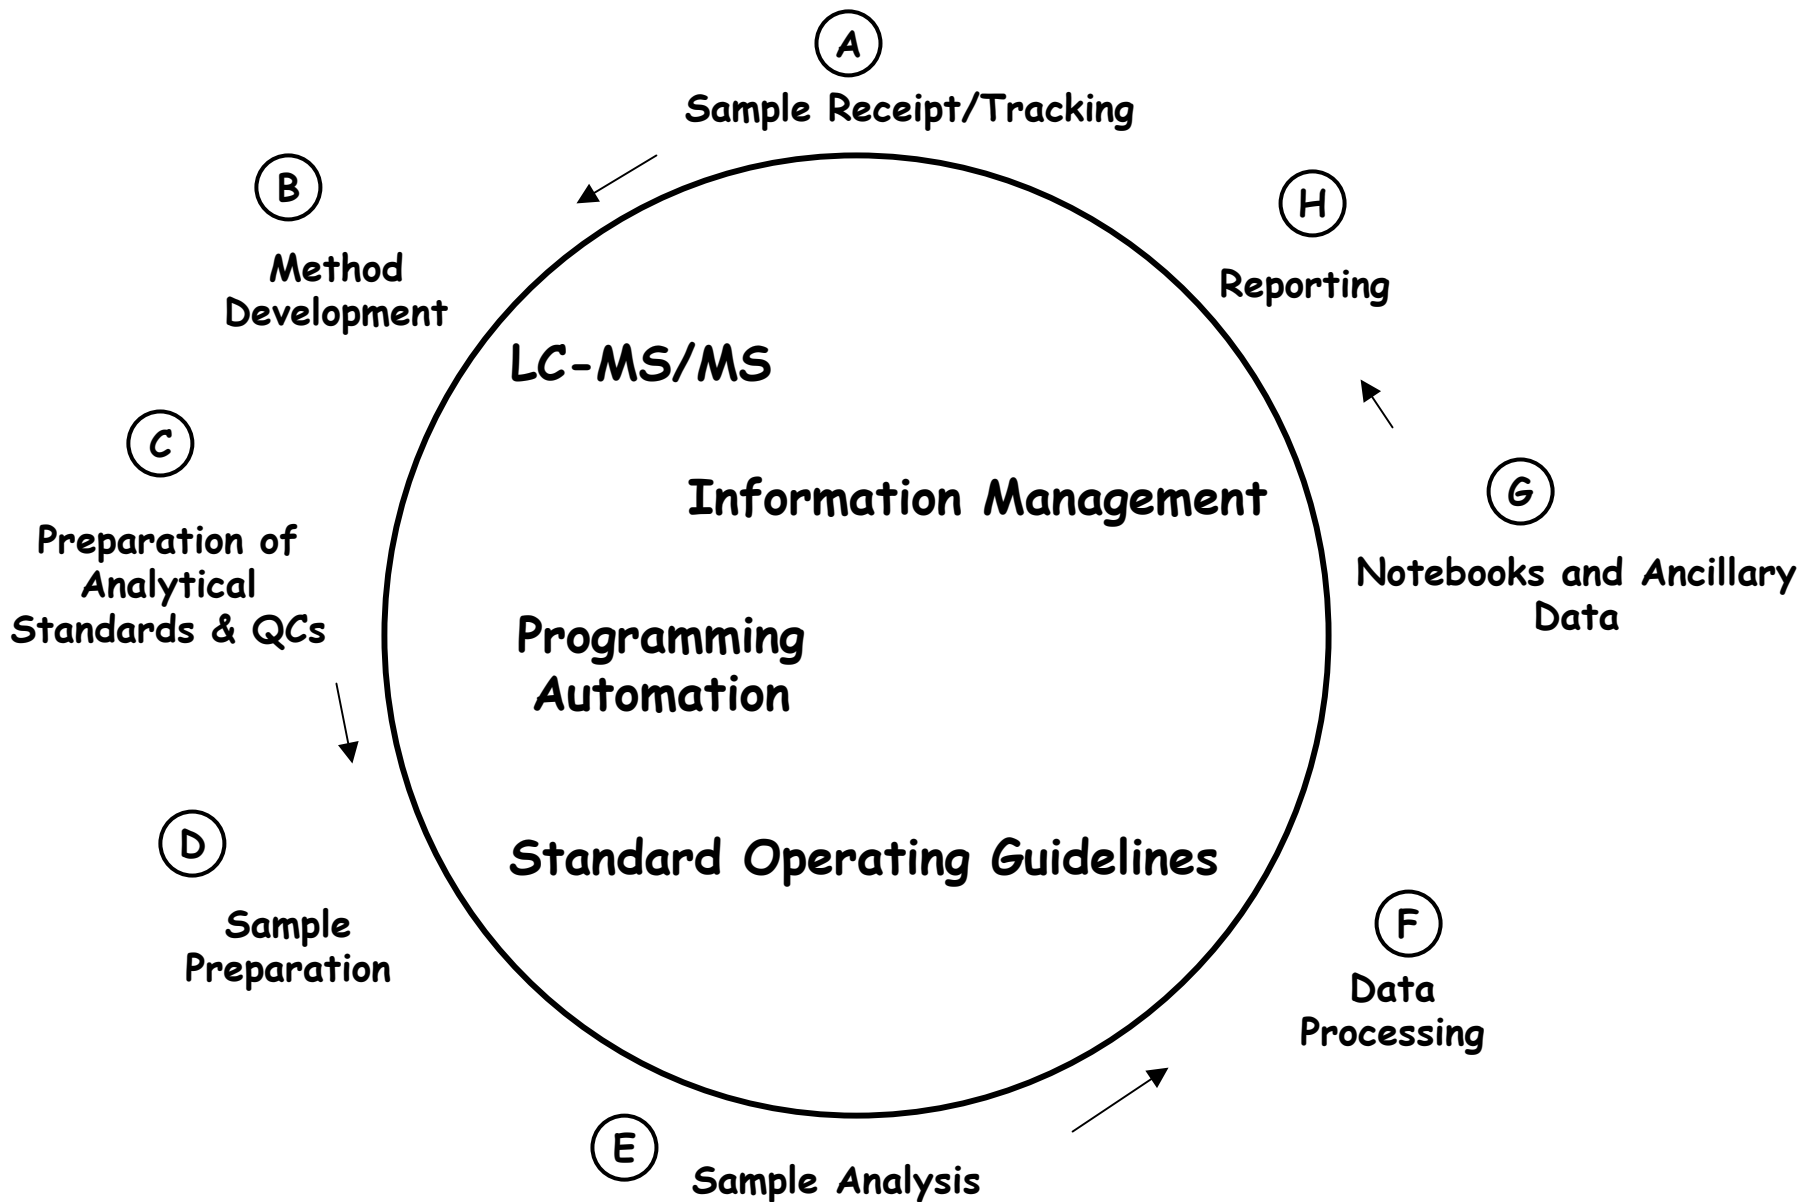 A
Sample Receipt/Tracking
B
Method
Development
C
Preparation of
Analytical
Standards & QCs
D
Sample
Preparation
E
Sample Analysis
F
Data
Processing
G
Notebooks and Ancillary
Data
H
Reporting
LC-MS/MS
Information Management
Programming
Automation
Standard Operating Guidelines